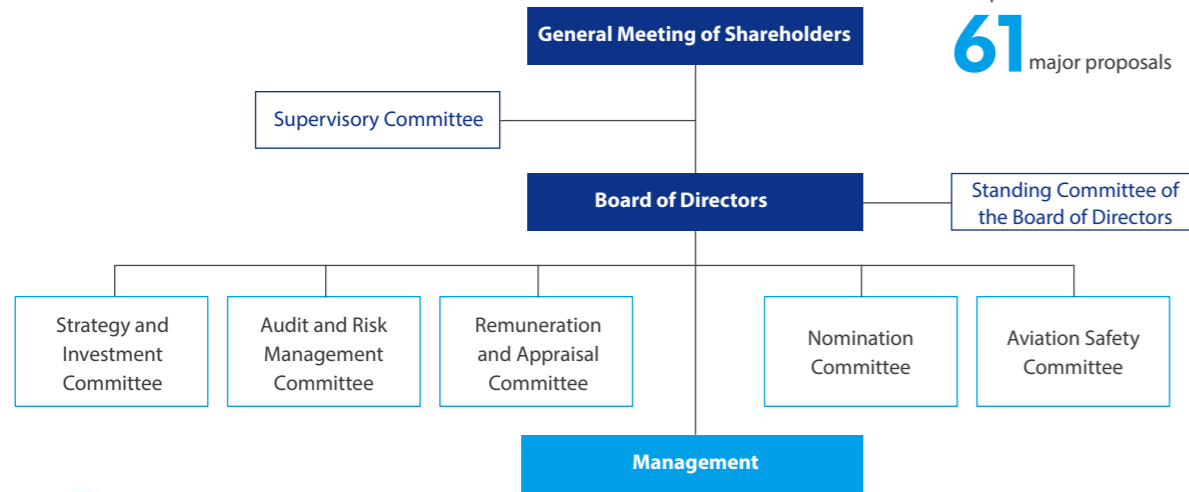 General Meeting of Shareholders
61 major proposals
Supervisory Committee
Board of Directors
Standing Committee of
the Board of Directors
Strategy and
Investment
Committee
Audit and Risk
Management
Committee
Remuneration
and Appraisal
Committee
Nomination
Committee
Aviation Safety
Committee
Management